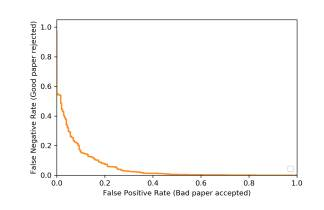 1.0
0.8
0.6
0.4
0.2
0.0
False Negative Rate (Good paper rejected)
0.0 0.2 0.4 0.6 0.8 1.0
False Positive Rate (Bad paper accepted)